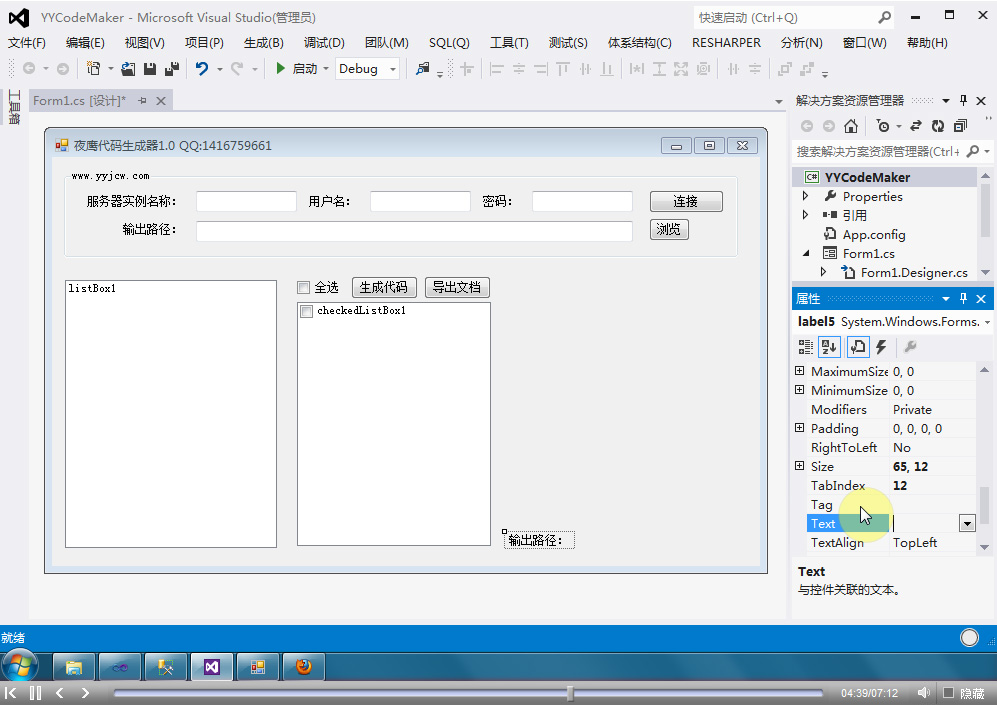 YYCodeMaker - Microsoft Visual Studio(管理员)
快速启动 (Ctrl+Q)
文件(F) 编辑(E) 视图(V) 项目(P) 生成(B) 调试(D) 团队(M) SQL(Q) 工具(T) 测试(S) 体系结构(C) RESHARPER 分析(N) 窗口(W) 帮助(H)
启动 Debug
工具箱
Form1.cs [设计]*
夜鹰代码生成器1.0 QQ:1416759661
www.yyjcw.com
服务器实例名称: 用户名: 密码: 连接
输出路径: 浏览
listBox1
全选 生成代码 导出文档
checkedListBox1
输出路径:
解决方案资源管理器
搜索解决方案资源管理器(Ctrl+
C# YYCodeMaker
Properties
引用
App.config
Form1.cs
Form1.Designer.cs
属性
label5 System.Windows.Forms.
MaximumSize 0, 0
MinimumSize 0, 0
Modifiers Private
Padding 0, 0, 0, 0
RightToLeft No
Size 65, 12
TabIndex 12
Tag
Text
TextAlign TopLeft
Text
与控件关联的文本。
就绪
04:39/07:12 隐藏